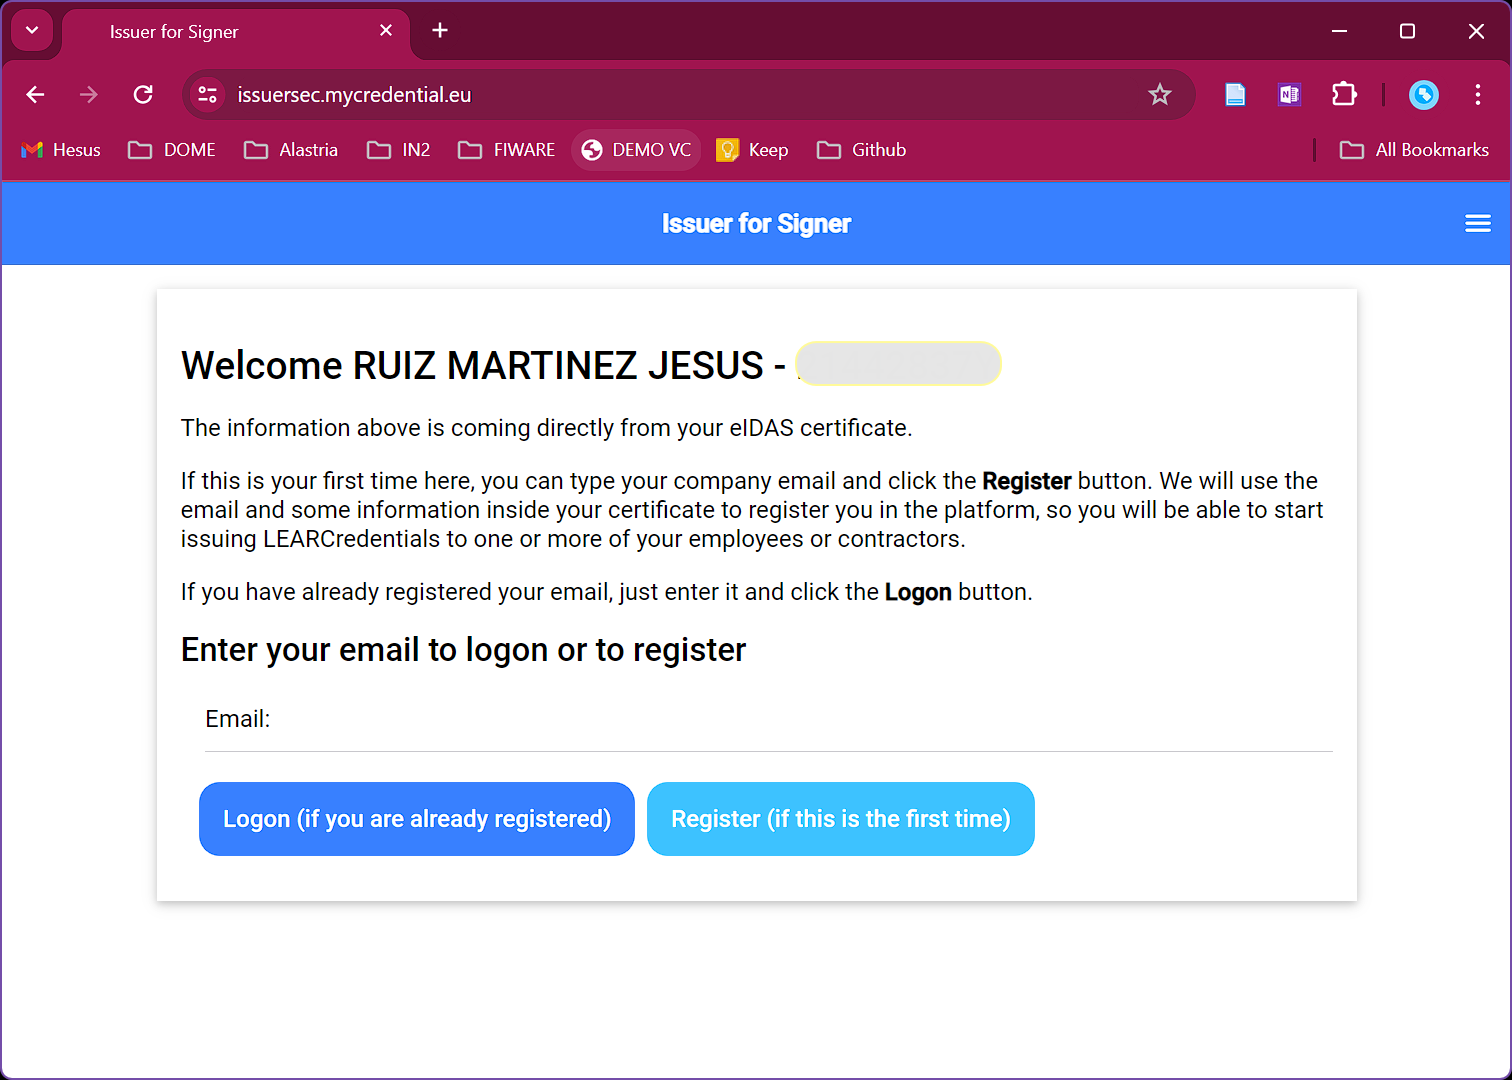 Issuer for Signer
issuersec.mycredential.eu
Hesus DOME Alastria IN2 FIWARE DEMO VC Keep Github All Bookmarks
Issuer for Signer
Welcome RUIZ MARTINEZ JESUS -
The information above is coming directly from your eIDAS certificate.
If this is your first time here, you can type your company email and click the Register button. We will use the
email and some information inside your certificate to register you in the platform, so you will be able to start
issuing LEARCredentials to one or more of your employees or contractors.
If you have already registered your email, just enter it and click the Logon button.
Enter your email to logon or to register
Email:
Logon (if you are already registered) Register (if this is the first time)